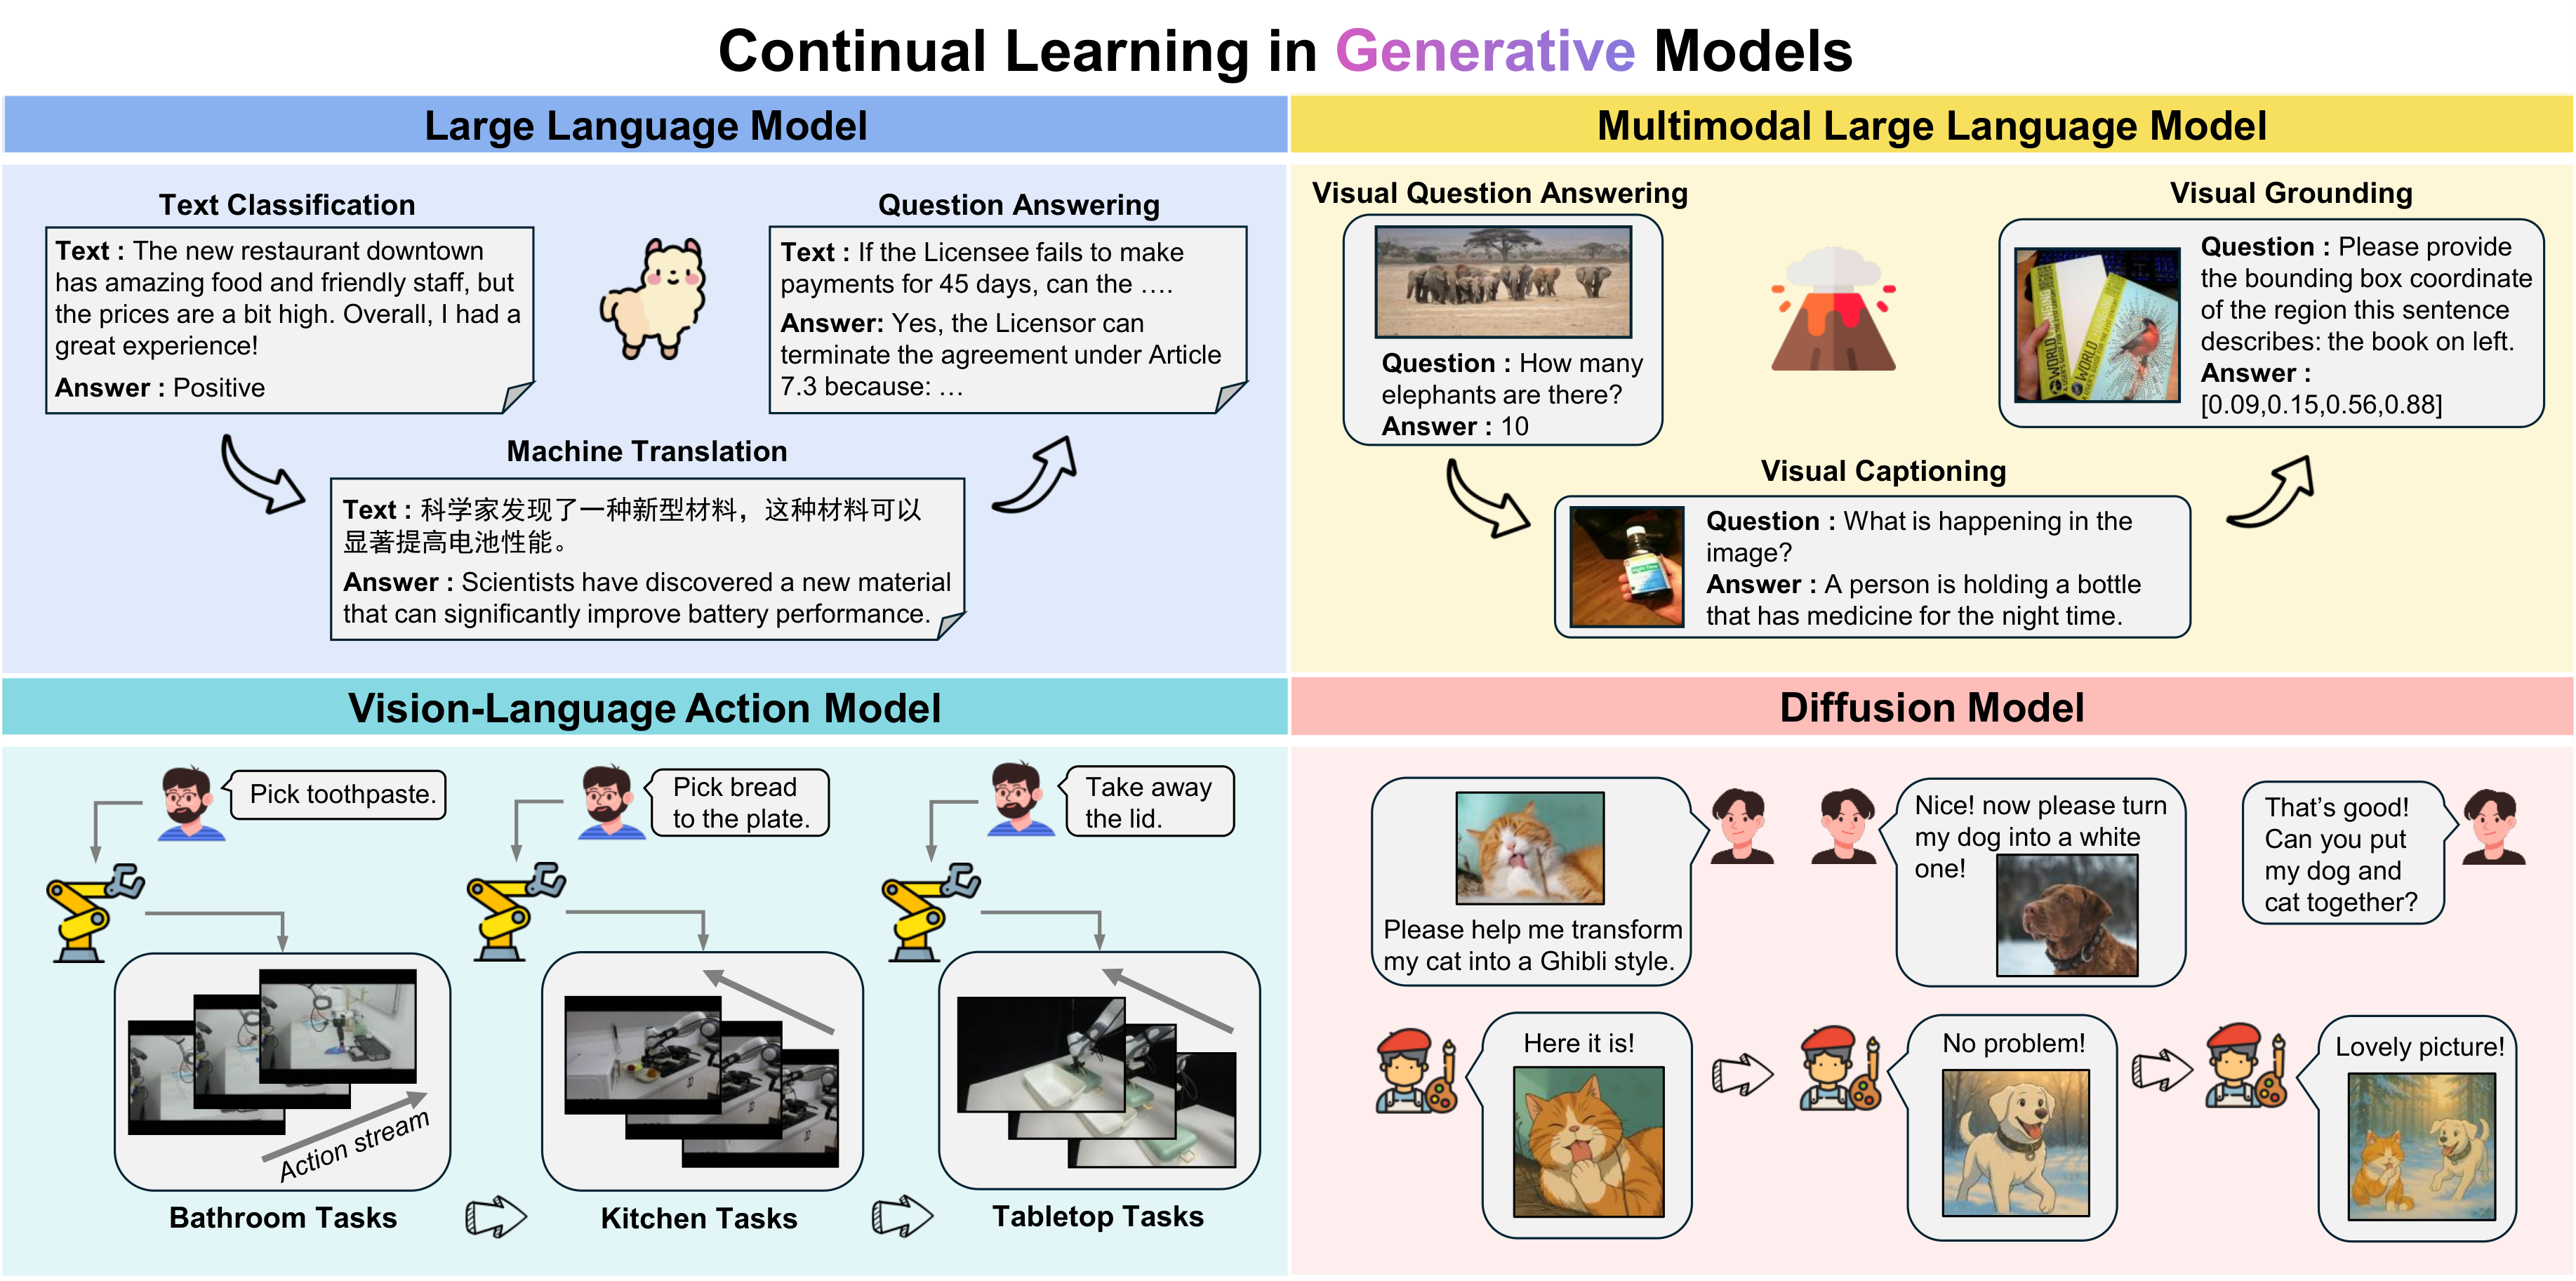 Continual Learning in Generative Models
Large Language Model
Text Classification
Text : The new restaurant downtown
has amazing food and friendly staff, but
the prices are a bit high. Overall, I had a
great experience!
Answer : Positive
Question Answering
Text : If the Licensee fails to make
payments for 45 days, can the ….
Answer: Yes, the Licensor can
terminate the agreement under Article
7.3 because: …
Machine Translation
Text : 科学家发现了一种新型材料，这种材料可以
显著提高电池性能。
Answer : Scientists have discovered a new material
that can significantly improve battery performance.
Multimodal Large Language Model
Visual Question Answering
Question : How many
elephants are there?
Answer : 10
Visual Grounding
WORLD
WORLD
Question : Please provide
the bounding box coordinate
of the region this sentence
describes: the book on left.
Answer :
[0.09,0.15,0.56,0.88]
Visual Captioning
Question : What is happening in the
image?
Answer : A person is holding a bottle
that has medicine for the night time.
Vision-Language Action Model
Pick toothpaste.
Pick bread
to the plate.
Take away
the lid.
Action stream
Bathroom Tasks
Kitchen Tasks
Tabletop Tasks
Diffusion Model
Please help me transform
my cat into a Ghibli style.
Nice! now please turn
my dog into a white
one!
That’s good!
Can you put
my dog and
cat together?
Here it is!
No problem!
Lovely picture!